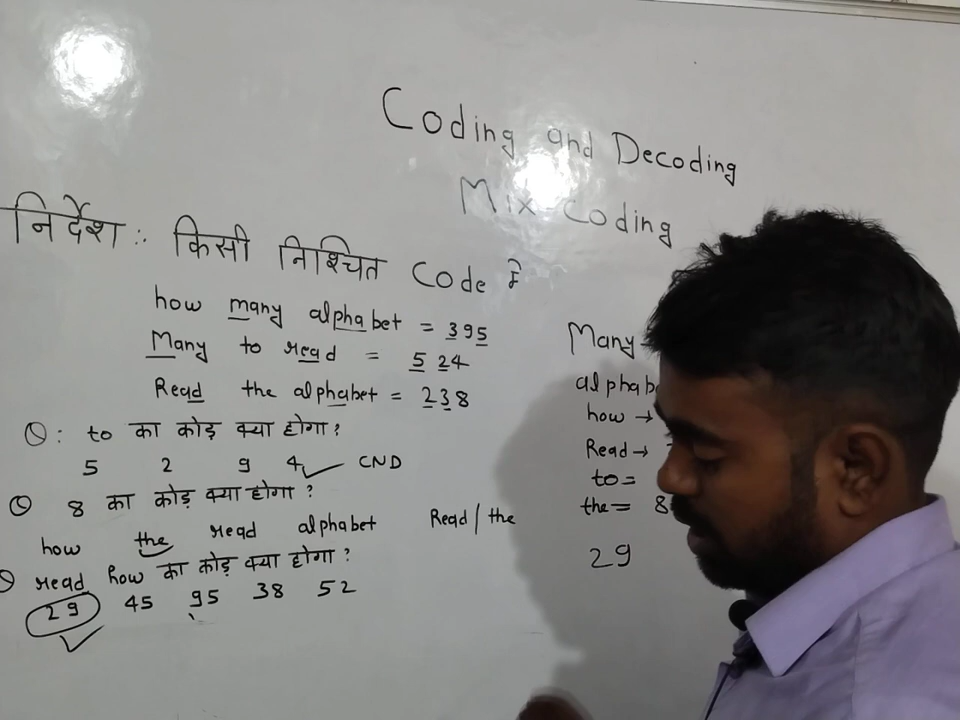 Coding and Decoding
Mix-Coding
निर्देश :. किसी निश्चित Code में
how many alphabet = 395
Many to read = 524
Read the alphabet = 238
Q: to का कोड़ क्या होगा?
5 2 9 4 CND
Q 8 का कोड़ क्या होगा?
how the read alphabet Read/the
read how का कोड़ क्या होगा?
29 45 95 38 52
Many
how →
Read →
to=
the= 8
29